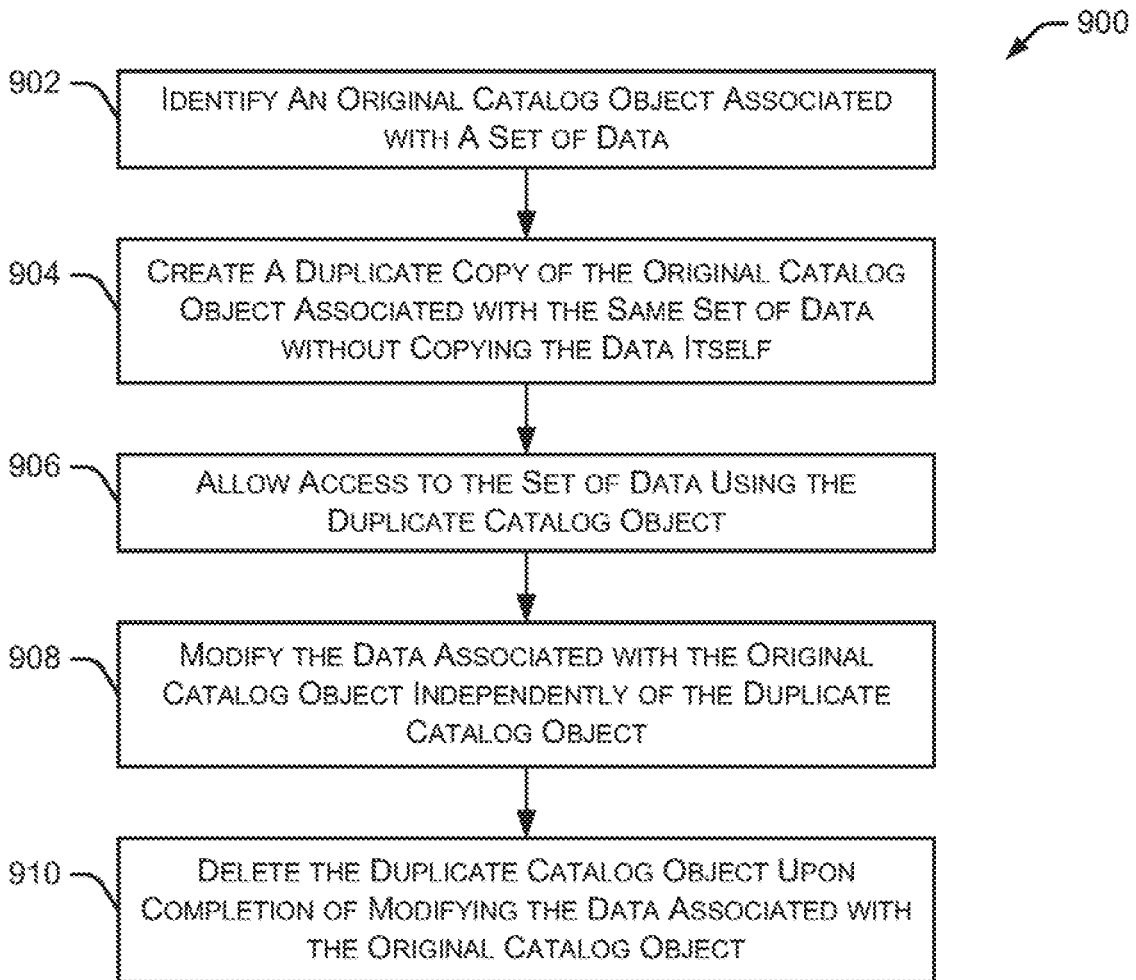 900
902
IDENTIFY AN ORIGINAL CATALOG OBJECT ASSOCIATED
WITH A SET OF DATA
904
CREATE A DUPLICATE COPY OF THE ORIGINAL CATALOG
OBJECT ASSOCIATED WITH THE SAME SET OF DATA
WITHOUT COPYING THE DATA ITSELF
906
ALLOW ACCESS TO THE SET OF DATA USING THE
DUPLICATE CATALOG OBJECT
908
MODIFY THE DATA ASSOCIATED WITH THE ORIGINAL
CATALOG OBJECT INDEPENDENTLY OF THE DUPLICATE
CATALOG OBJECT
910
DELETE THE DUPLICATE CATALOG OBJECT UPON
COMPLETION OF MODIFYING THE DATA ASSOCIATED WITH
THE ORIGINAL CATALOG OBJECT